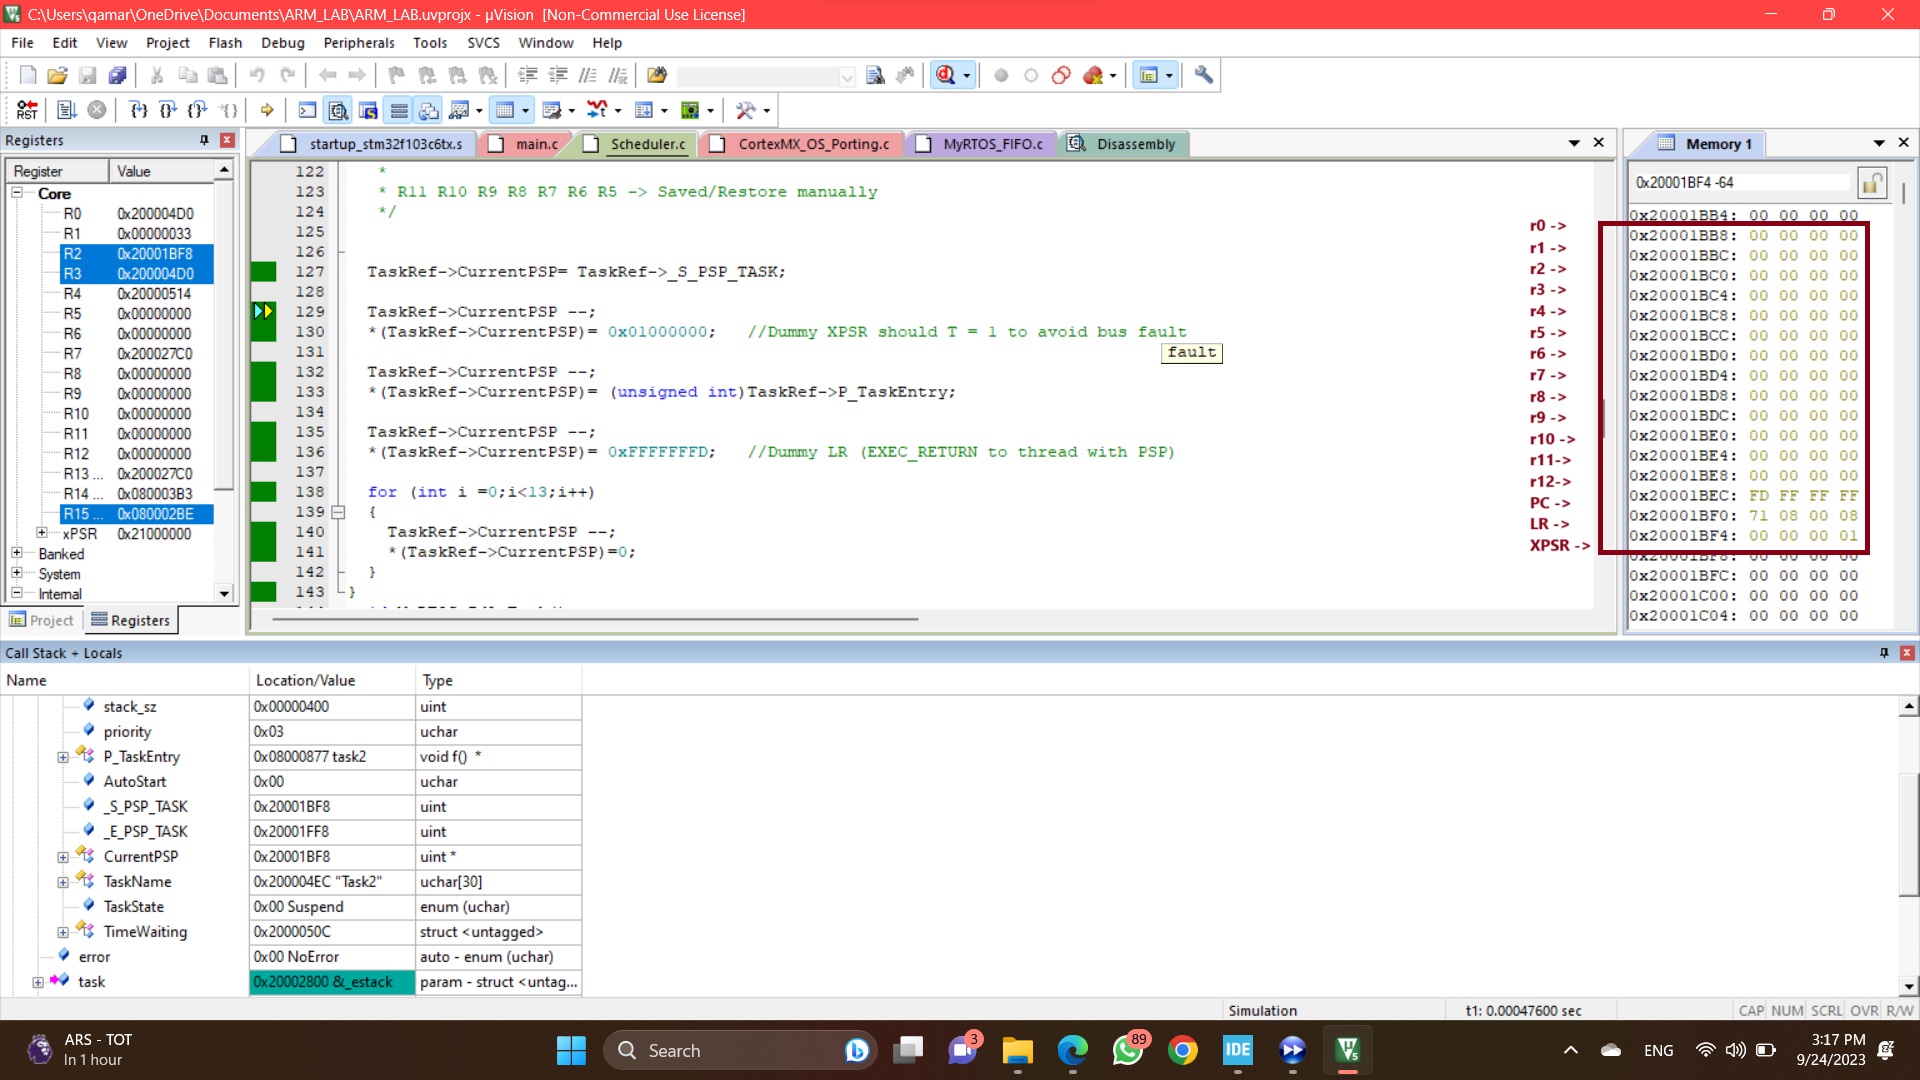 C:\Users\qamar\OneDrive\Documents\ARM_LAB\ARM_LAB.uvprojx - µVision [Non-Commercial Use License]
File Edit View Project Flash Debug Peripherals Tools SVCS Window Help
Registers
Register Value
Core
R0 0x200004D0
R1 0x00000033
R2 0x20001BF8
R3 0x200004D0
R4 0x20000514
R5 0x00000000
R6 0x00000000
R7 0x200027C0
R8 0x00000000
R9 0x00000000
R10 0x00000000
R11 0x00000000
R12 0x00000000
R13 ... 0x200027C0
R14 ... 0x080003B3
R15 ... 0x080002BE
xPSR 0x21000000
Banked
System
Internal
Project Registers
startup_stm32f103c6tx.s main.c Scheduler.c CortexMX_OS_Porting.c MyRTOS_FIFO.c Disassembly
122 *
123 * R11 R10 R9 R8 R7 R6 R5 -> Saved/Restore manually
124 */
125
126
127 TaskRef->CurrentPSP= TaskRef->_S_PSP_TASK;
128
129 TaskRef->CurrentPSP --;
130 *(TaskRef->CurrentPSP)= 0x01000000; //Dummy XPSR should T = 1 to avoid bus fault
131
fault
132 TaskRef->CurrentPSP --;
133 *(TaskRef->CurrentPSP)= (unsigned int)TaskRef->P_TaskEntry;
134
135 TaskRef->CurrentPSP --;
136 *(TaskRef->CurrentPSP)= 0xFFFFFFFD; //Dummy LR (EXEC_RETURN to thread with PSP)
137
138 for (int i =0;i<13;i++)
139 {
140 TaskRef->CurrentPSP --;
141 *(TaskRef->CurrentPSP)=0;
142 }
143 }
r0 ->
r1 ->
r2 ->
r3 ->
r4 ->
r5 ->
r6 ->
r7 ->
r8 ->
r9 ->
r10 ->
r11->
r12->
PC ->
LR ->
XPSR ->
Memory 1
0x20001BF4 -64
0x20001BB4: 00 00 00 00
0x20001BB8: 00 00 00 00
0x20001BBC: 00 00 00 00
0x20001BC0: 00 00 00 00
0x20001BC4: 00 00 00 00
0x20001BC8: 00 00 00 00
0x20001BCC: 00 00 00 00
0x20001BD0: 00 00 00 00
0x20001BD4: 00 00 00 00
0x20001BD8: 00 00 00 00
0x20001BDC: 00 00 00 00
0x20001BE0: 00 00 00 00
0x20001BE4: 00 00 00 00
0x20001BE8: 00 00 00 00
0x20001BEC: FD FF FF FF
0x20001BF0: 71 08 00 08
0x20001BF4: 00 00 00 01
0x20001BF8: 00 00 00 00
0x20001BFC: 00 00 00 00
0x20001C00: 00 00 00 00
0x20001C04: 00 00 00 00
Call Stack + Locals
Name Location/Value Type
stack_sz 0x00000400 uint
priority 0x03 uchar
P_TaskEntry 0x08000877 task2 void f() *
AutoStart 0x00 uchar
_S_PSP_TASK 0x20001BF8 uint
_E_PSP_TASK 0x20001FF8 uint
CurrentPSP 0x20001BF8 uint *
TaskName 0x200004EC "Task2" uchar[30]
TaskState 0x00 Suspend enum (uchar)
TimeWaiting 0x2000050C struct <untagged>
error 0x00 NoError auto - enum (uchar)
task 0x20002800 &_estack param - struct <untag...
Simulation t1: 0.00047600 sec CAP NUM SCRL OVR R/W
ARS - TOT
In 1 hour
Search
3
89
IDE
ENG
3:17 PM
9/24/2023